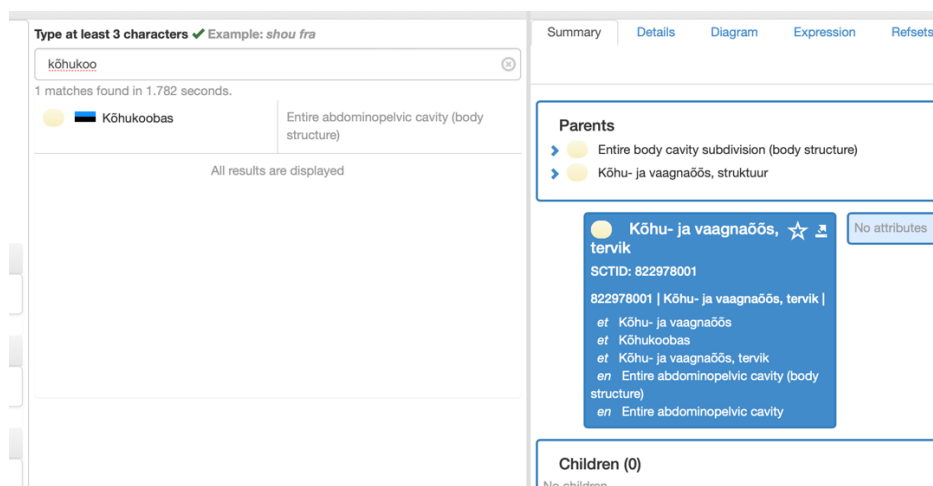 Type at least 3 characters ✔ Example: shou fra
kõhukoo
1 matches found in 1.782 seconds.
Kõhukoobas
Entire abdominopelvic cavity (body
structure)
All results are displayed
Summary Details Diagram Expression Refsets
Parents
Entire body cavity subdivision (body structure)
Kõhu- ja vaagnaõõs, struktuur
Kõhu- ja vaagnaõõs,
tervik
SCTID: 822978001
822978001 | Kõhu- ja vaagnaõõs, tervik |
et Kõhu- ja vaagnaõõs
et Kõhukoobas
et Kõhu- ja vaagnaõõs, tervik
en Entire abdominopelvic cavity (body
structure)
en Entire abdominopelvic cavity
No attributes
Children (0)
No children